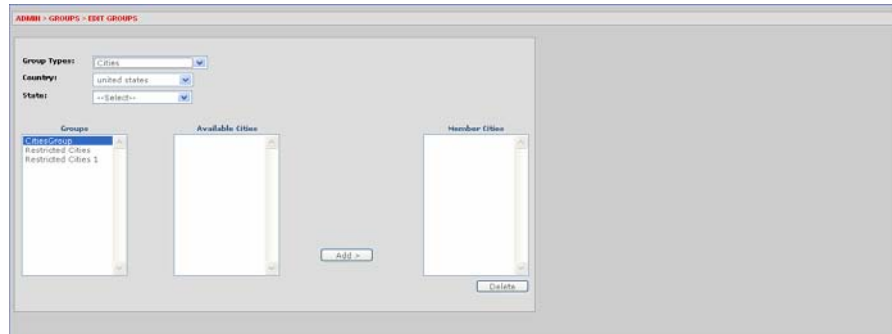 ADMIN > GROUPS > EDIT GROUPS
Group Types: Cities
Country: united states
State: --Select--
Groups Available Cities Member Cities
CitiesGroup
Restricted Cities
Restricted Cities 1
Add >
Delete